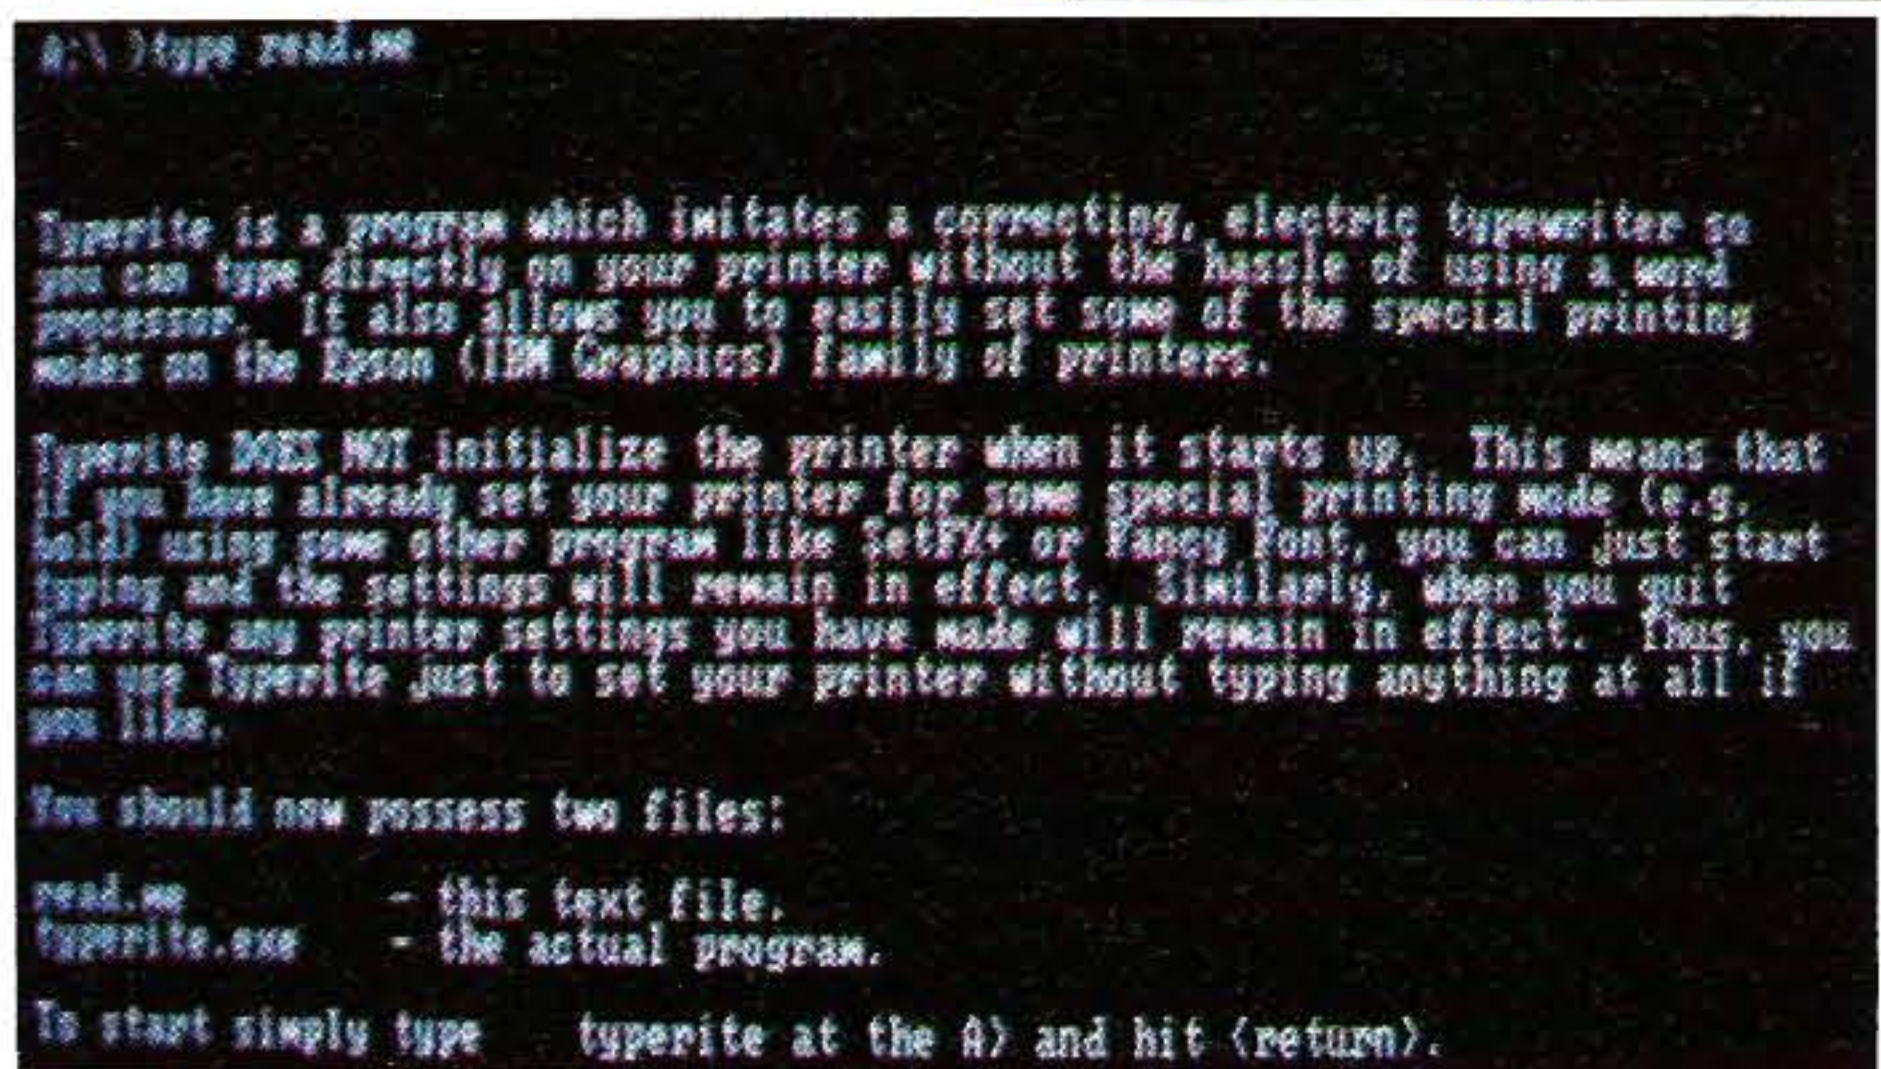 A:\ >type read.me
Typerite is a program which imitates a correcting, electric typewriter so
you can type directly on your printer without the hassle of using a word
processor.  It also allows you to easily set some of the special printing
modes on the Epson (IBM Graphics) family of printers.
Typerite DOES NOT initialize the printer when it starts up.  This means that
if you have already set your printer for some special printing mode (e.g.
bold) using some other program like SetFX+ or Fancy Font, you can just start
typing and the settings will remain in effect.  Similarly, when you quit
Typerite any printer settings you have made will remain in effect.  Thus, you
can use Typerite just to set your printer without typing anything at all if
you like.
You should now possess two files:
read.me          - this text file.
typerite.exe     - the actual program.
To start simply type     typerite at the A> and hit <return>.